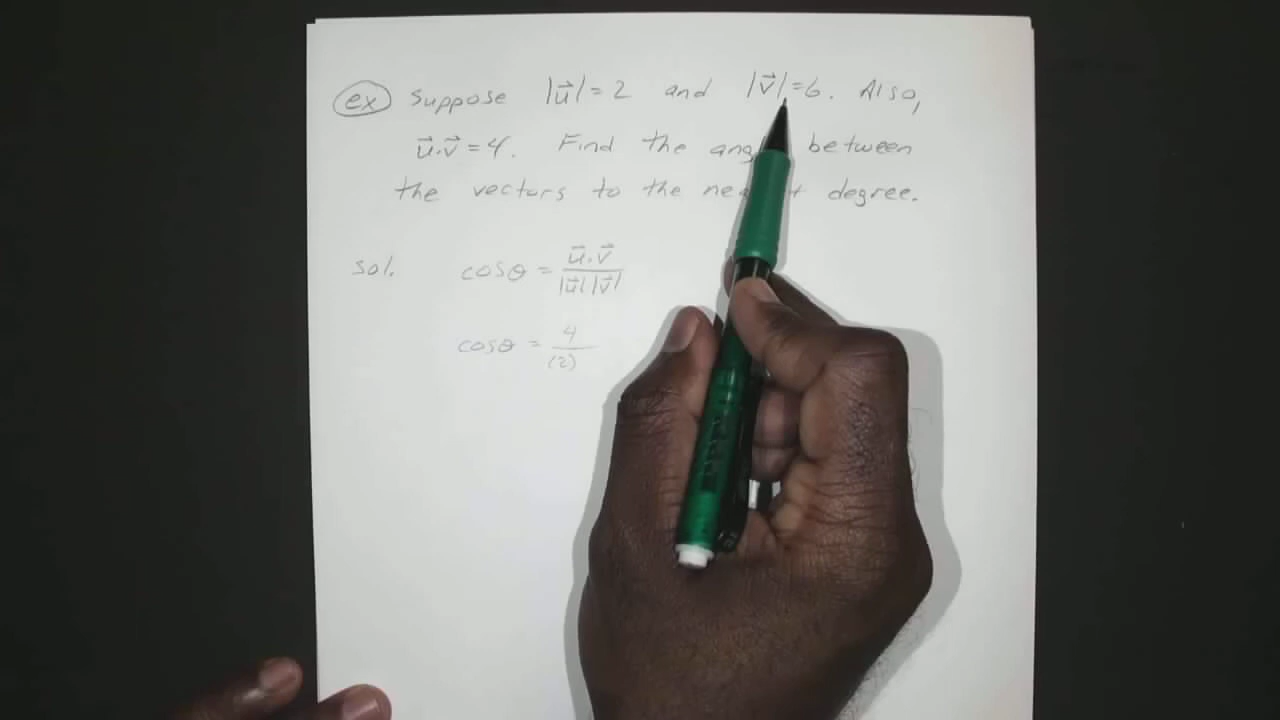 ex Suppose |u⃗| = 2 and |v⃗| = 6. Also,
u⃗·v⃗ = 4. Find the between
the vectors to the degree.
sol. cosθ = u⃗·v⃗ / |u⃗| |v⃗|
cosθ = 4 / (2)